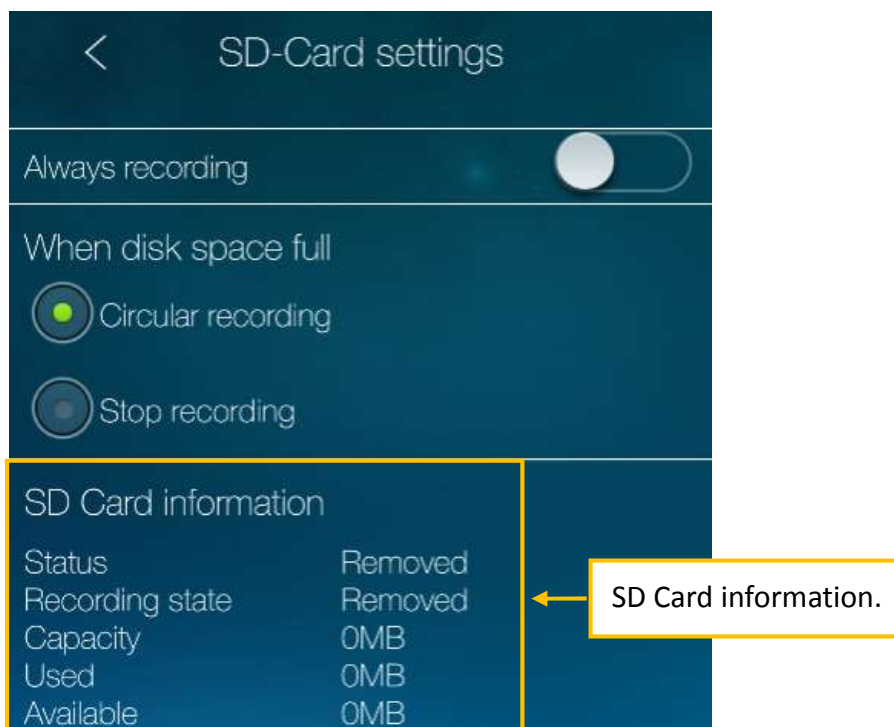 SD-Card settings
Always recording
When disk space full
Circular recording
Stop recording
SD Card information
Status Removed
Recording state Removed
Capacity 0MB
Used 0MB
Available 0MB
SD Card information.